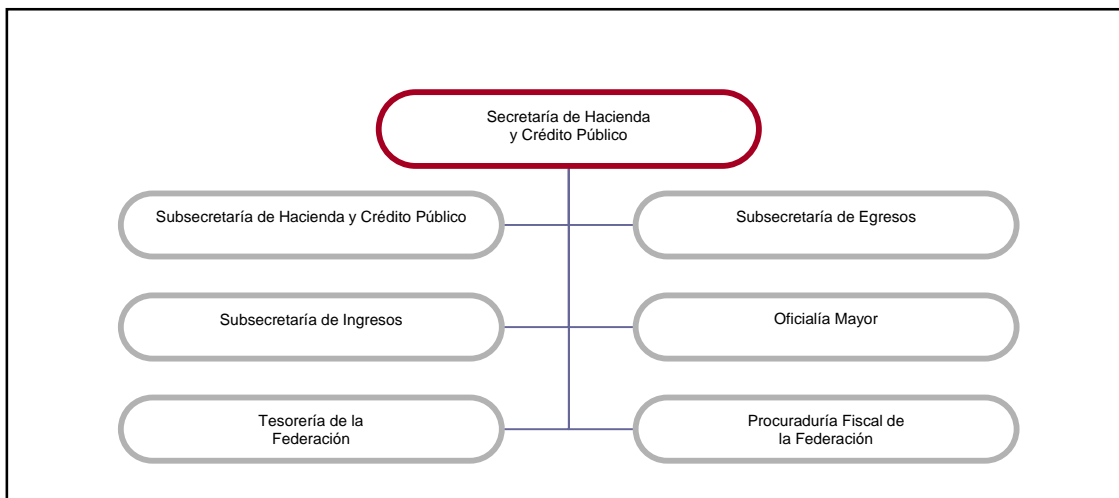 Secretaría de Hacienda
y Crédito Público
Subsecretaría de Hacienda y Crédito Público
Subsecretaría de Egresos
Subsecretaría de Ingresos
Oficialía Mayor
Tesorería de la
Federación
Procuraduría Fiscal de
la Federación